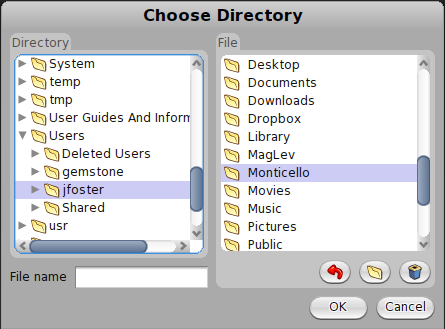 Choose Directory
Directory
System
temp
tmp
User Guides And Inform
Users
Deleted Users
gemstone
jfoster
Shared
usr
File name
File
Desktop
Documents
Downloads
Dropbox
Library
MagLev
Monticello
Movies
Music
Pictures
Public
OK
Cancel